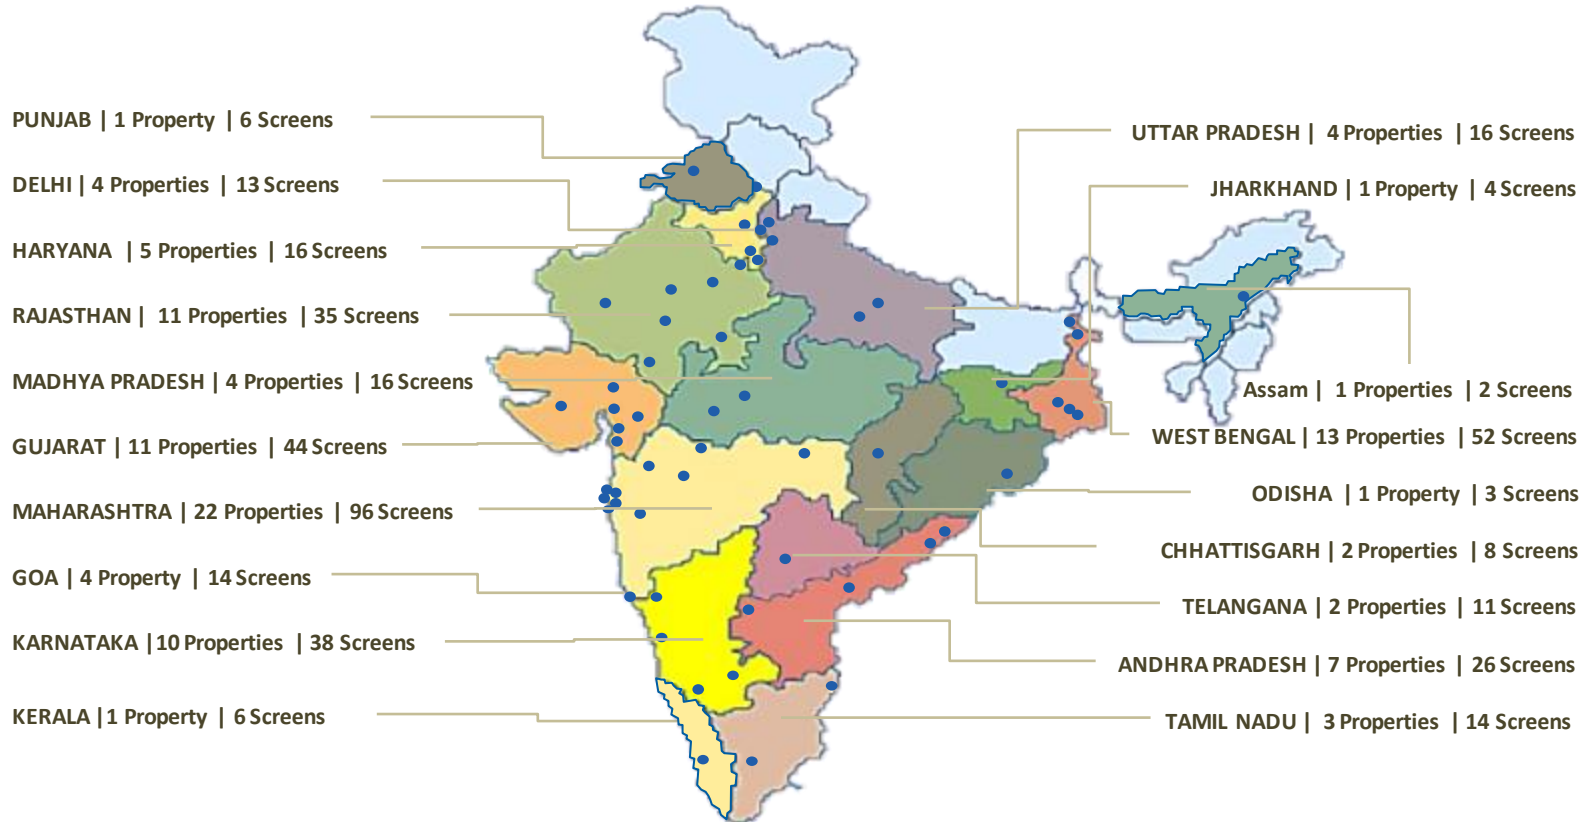 PUNJAB | 1 Property | 6 Screens
DELHI | 4 Properties | 13 Screens
HARYANA | 5 Properties | 16 Screens
RAJASTHAN | 11 Properties | 35 Screens
MADHYA PRADESH | 4 Properties | 16 Screens
GUJARAT | 11 Properties | 44 Screens
MAHARASHTRA | 22 Properties | 96 Screens
GOA | 4 Property | 14 Screens
KARNATAKA |10 Properties | 38 Screens
KERALA |1 Property | 6 Screens
UTTAR PRADESH | 4 Properties | 16 Screens
JHARKHAND | 1 Property | 4 Screens
Assam | 1 Properties | 2 Screens
WEST BENGAL | 13 Properties | 52 Screens
ODISHA | 1 Property | 3 Screens
CHHATTISGARH | 2 Properties | 8 Screens
TELANGANA | 2 Properties | 11 Screens
ANDHRA PRADESH | 7 Properties | 26 Screens
TAMIL NADU | 3 Properties | 14 Screens